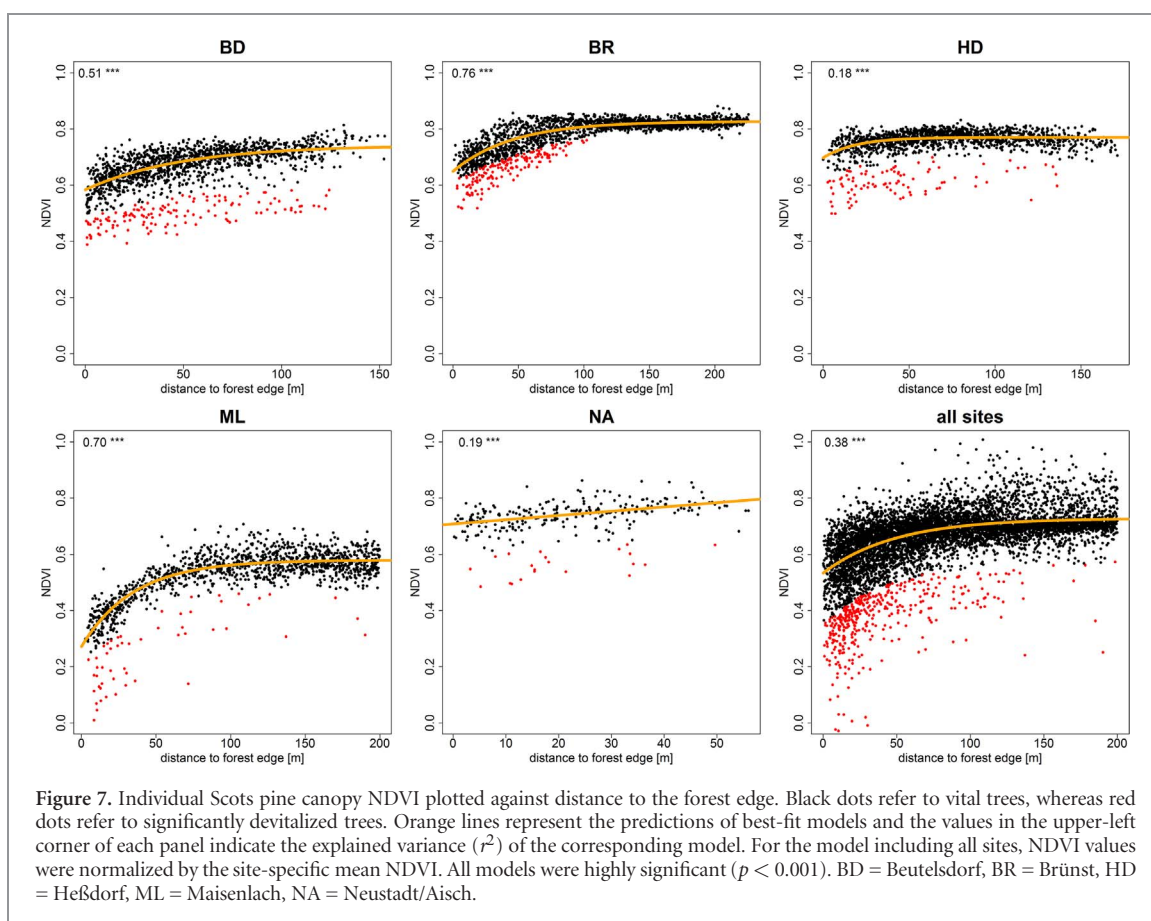 BD
0.51 ***
NDVI
0.0 0.2 0.4 0.6 0.8 1.0
0 50 100 150
distance to forest edge [m]
BR
0.76 ***
NDVI
0.0 0.2 0.4 0.6 0.8 1.0
0 50 100 150 200
distance to forest edge [m]
HD
0.18 ***
NDVI
0.0 0.2 0.4 0.6 0.8 1.0
0 50 100 150
distance to forest edge [m]
ML
0.70 ***
NDVI
0.0 0.2 0.4 0.6 0.8 1.0
0 50 100 150 200
distance to forest edge [m]
NA
0.19 ***
NDVI
0.0 0.2 0.4 0.6 0.8 1.0
0 10 20 30 40 50
distance to forest edge [m]
all sites
0.38 ***
NDVI
0.0 0.2 0.4 0.6 0.8 1.0
0 50 100 150 200
distance to forest edge [m]
Figure 7. Individual Scots pine canopy NDVI plotted against distance to the forest edge. Black dots refer to vital trees, whereas red
dots refer to significantly devitalized trees. Orange lines represent the predictions of best-fit models and the values in the upper-left
corner of each panel indicate the explained variance (r²) of the corresponding model. For the model including all sites, NDVI values
were normalized by the site-specific mean NDVI. All models were highly significant (p < 0.001). BD = Beutelsdorf, BR = Brünst, HD
= Heßdorf, ML = Maisenlach, NA = Neustadt/Aisch.